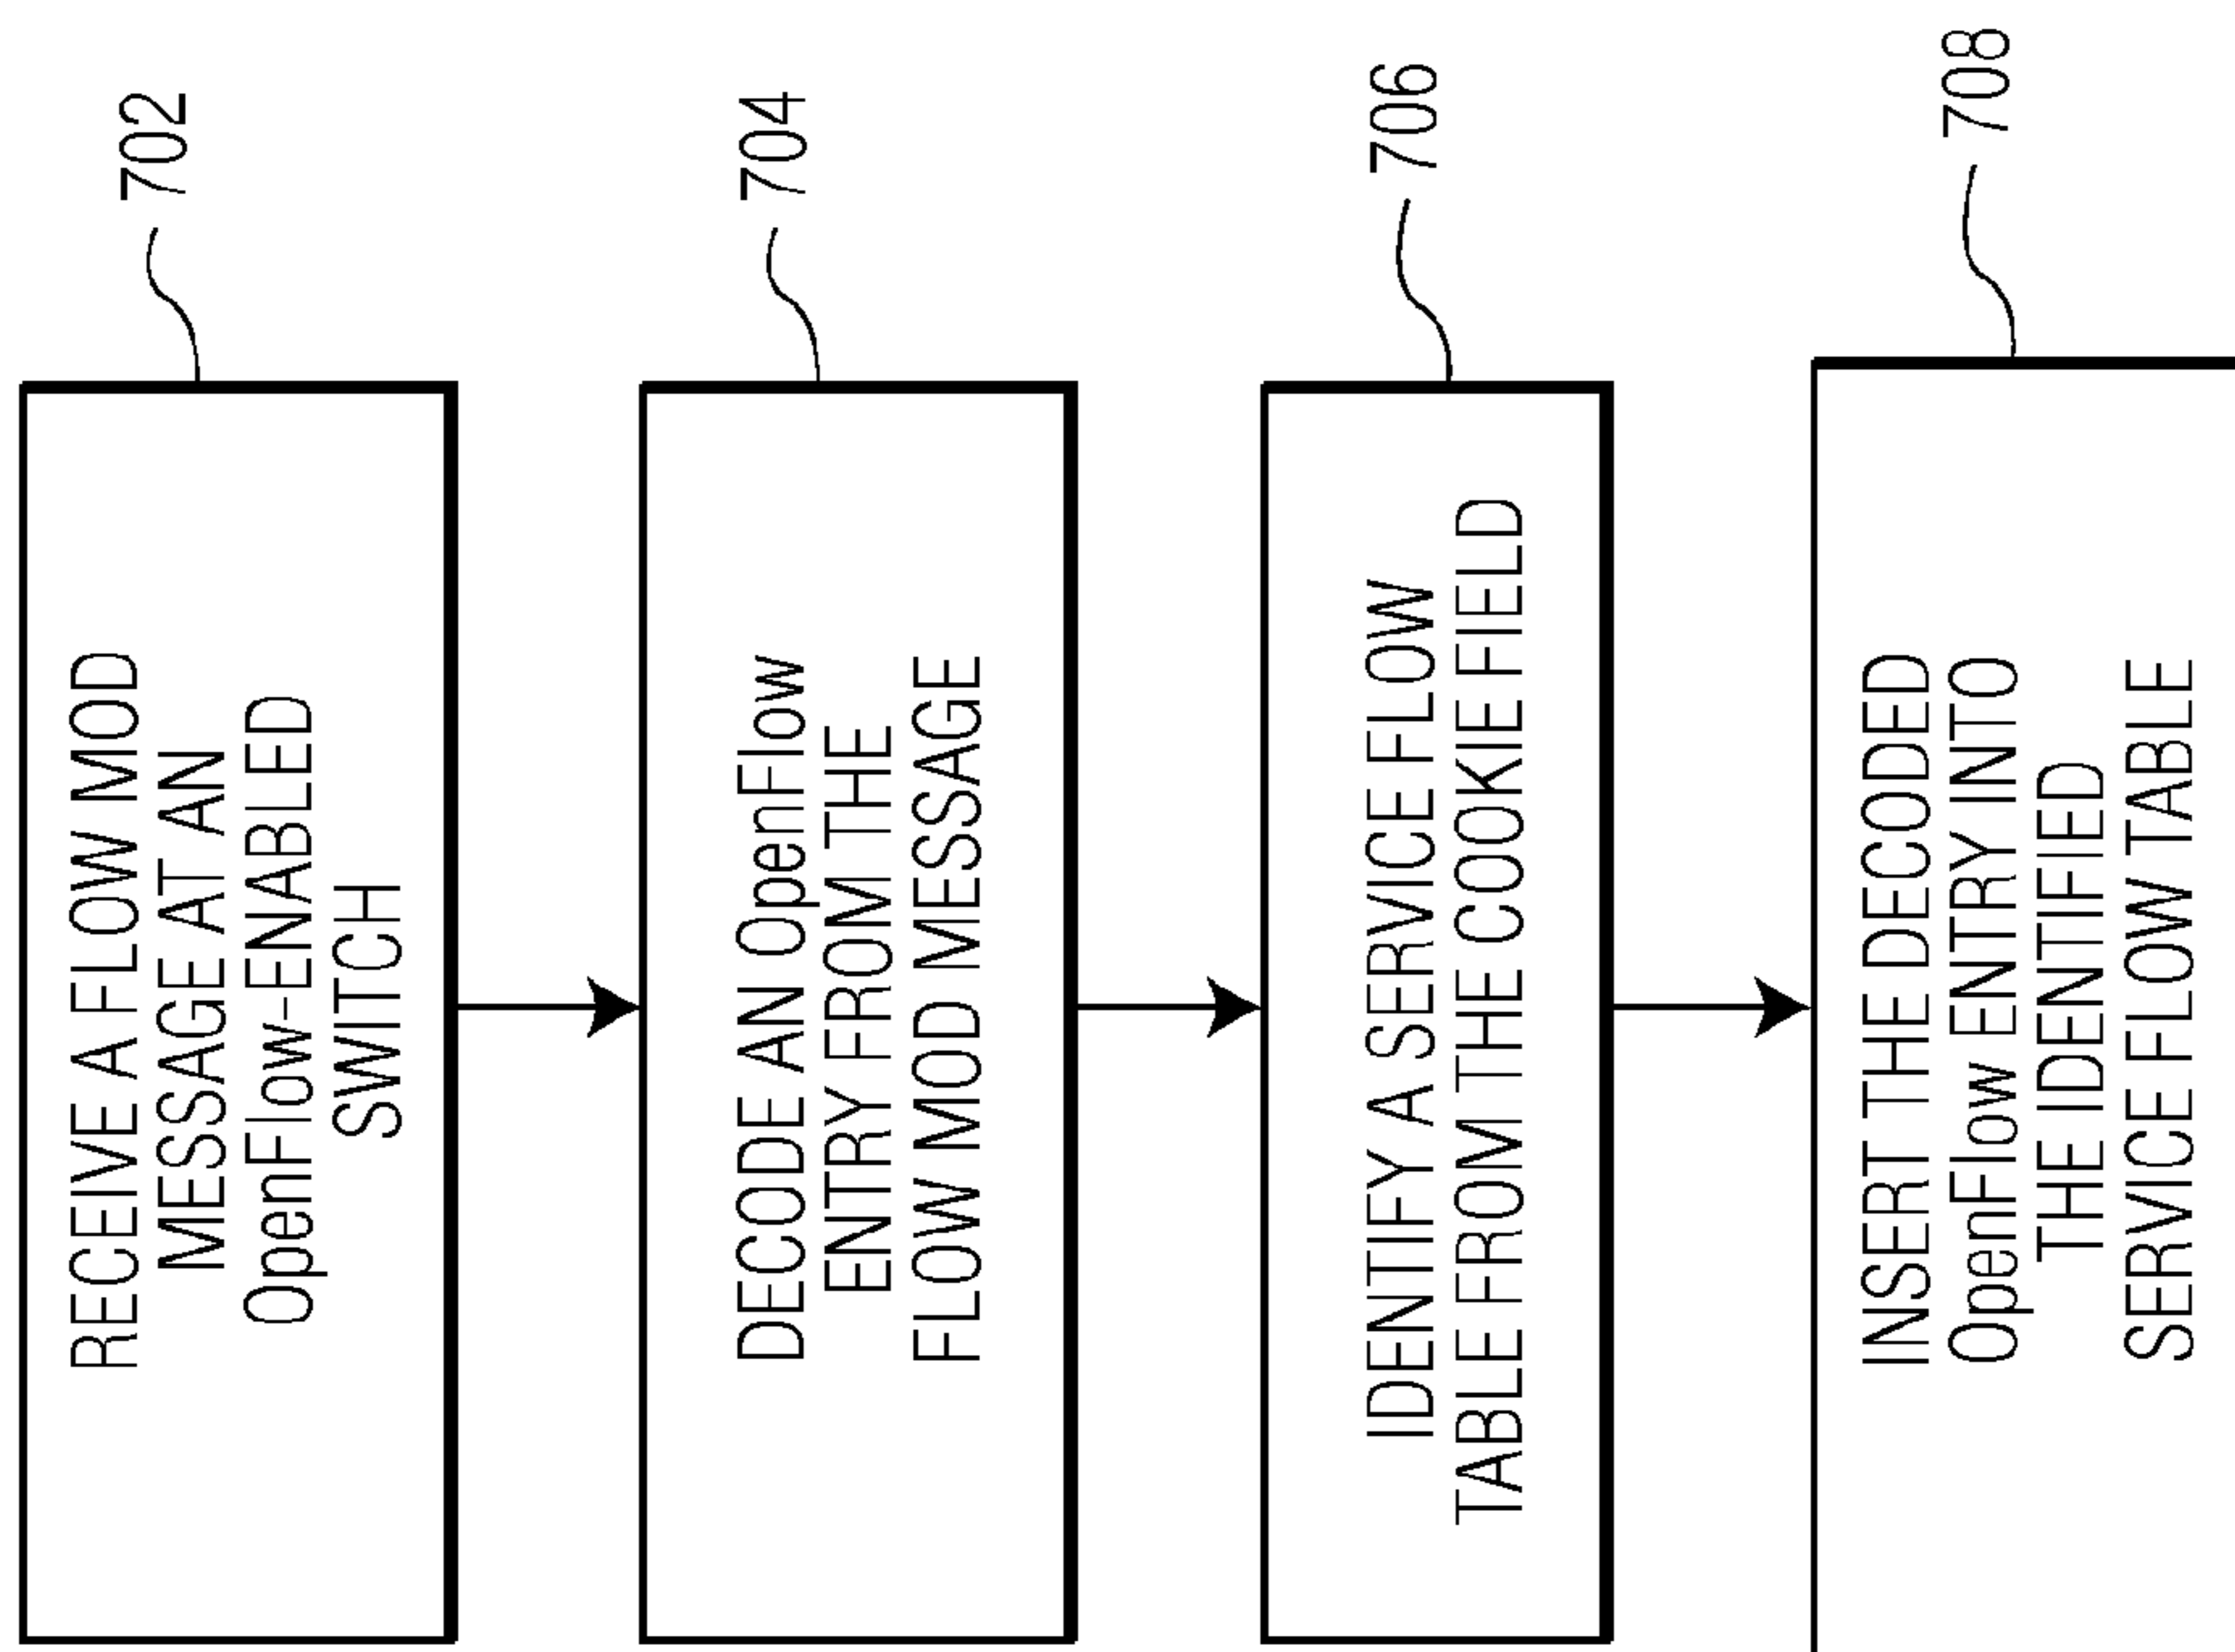 RECEIVE A FLOW MOD
MESSAGE AT AN
OpenFlow-ENABLED
SWITCH
702
DECODE AN OpenFlow
ENTRY FROM THE
FLOW MOD MESSAGE
704
IDENTIFY A SERVICE FLOW
TABLE FROM THE COOKIE FIELD
706
INSERT THE DECODED
OpenFlow ENTRY INTO
THE IDENTIFIED
SERVICE FLOW TABLE
708